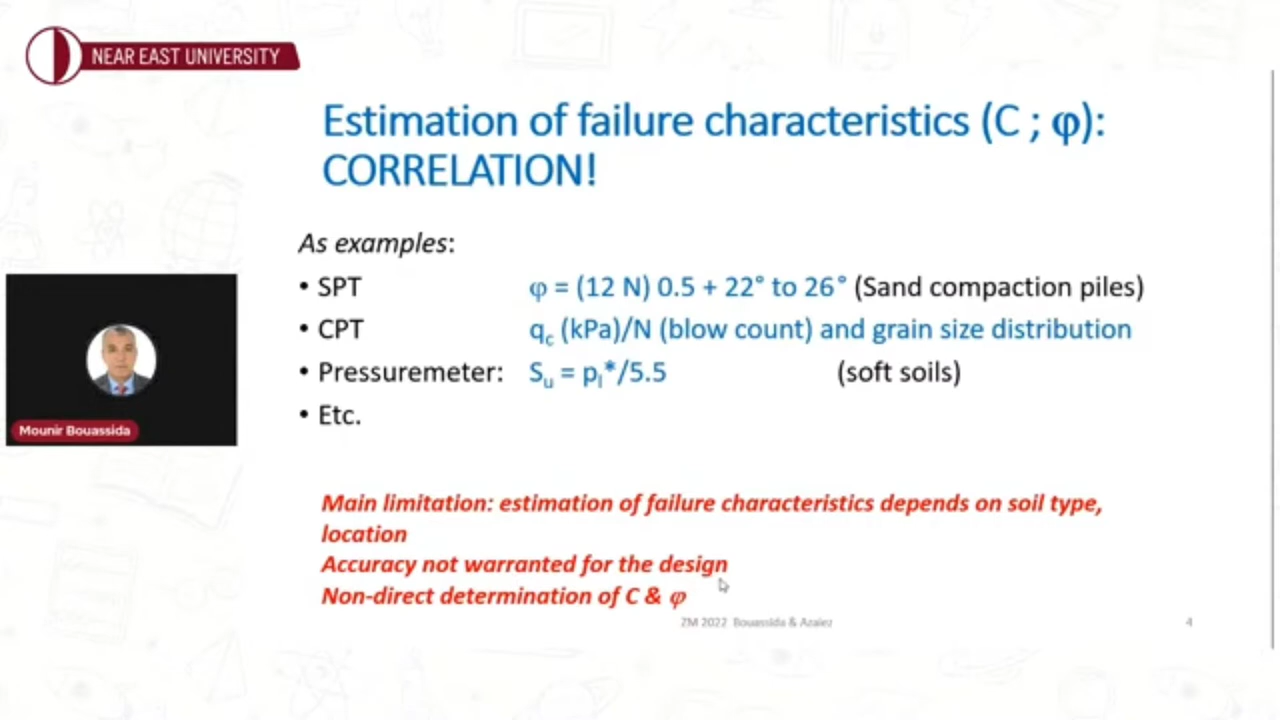 NEAR EAST UNIVERSITY
Estimation of failure characteristics (C ; φ):
CORRELATION!
As examples:
• SPT φ = (12 N) 0.5 + 22° to 26° (Sand compaction piles)
• CPT qc (kPa)/N (blow count) and grain size distribution
• Pressuremeter: Su = pl*/5.5 (soft soils)
• Etc.
Mounir Bouassida
Main limitation: estimation of failure characteristics depends on soil type,
location
Accuracy not warranted for the design
Non-direct determination of C & φ
ZM 2022 Bouassida & Azaiez
4